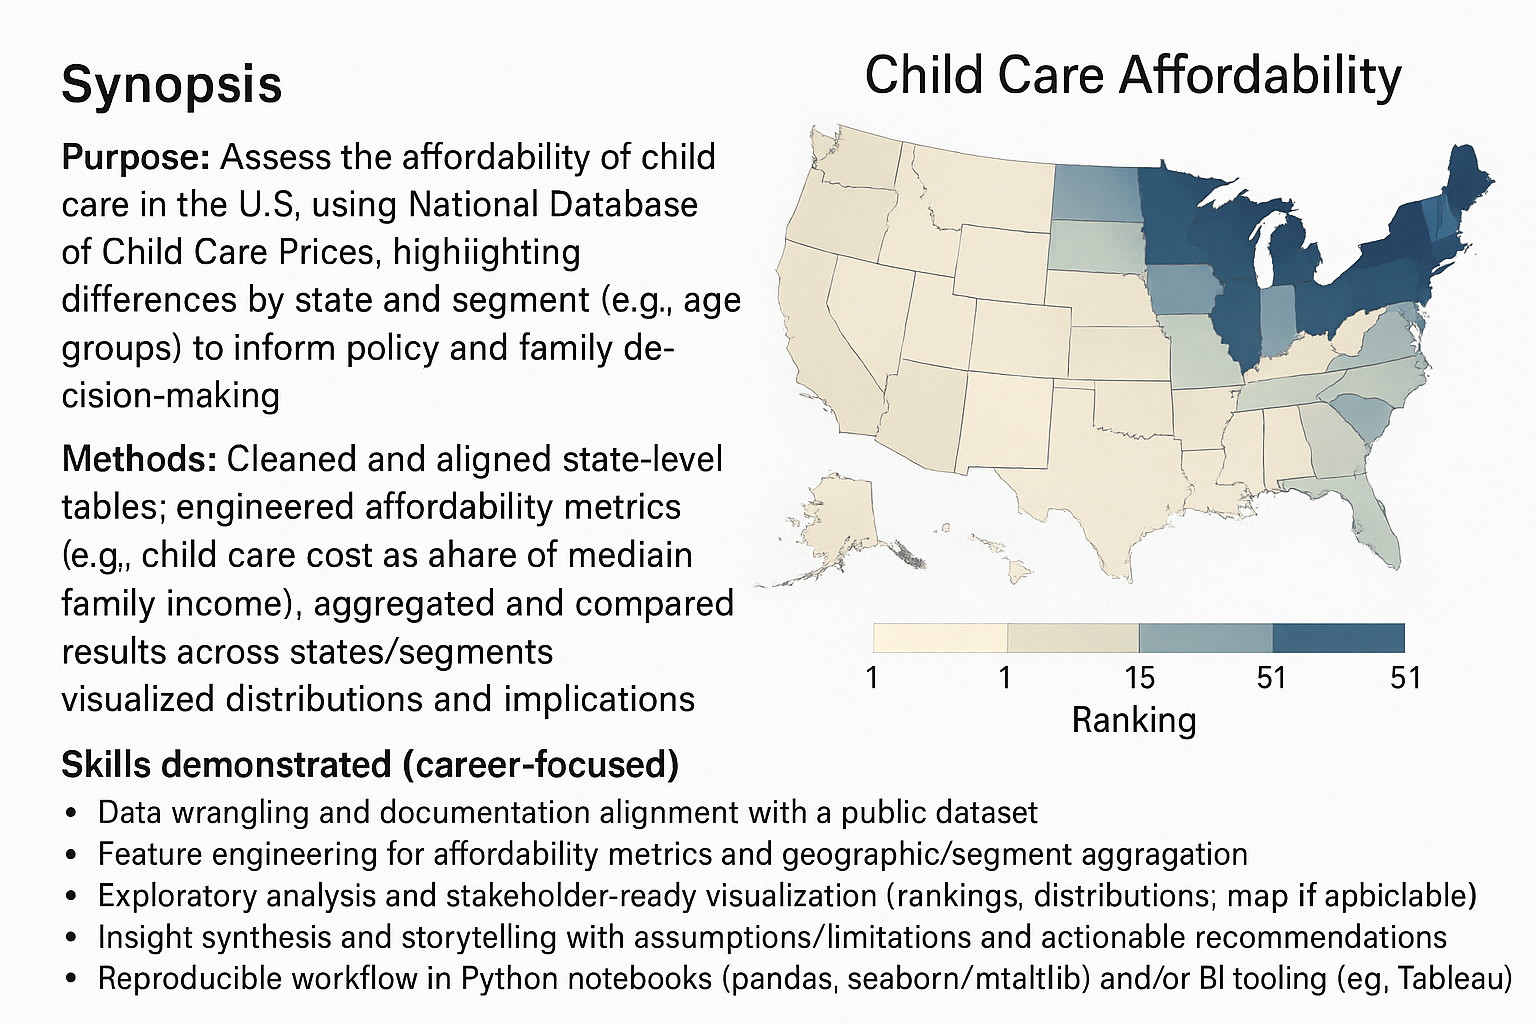 Synopsis
Purpose: Assess the affordability of child
care in the U.S, using National Database
of Child Care Prices, highiighting
differences by state and segment (e.g., age
groups) to inform policy and family de-
cision-making
Methods: Cleaned and aligned state-level
tables; engineered affordability metrics
(e.g,, child care cost as ahare of mediain
family income), aggregated and compared
results across states/segments
visualized distributions and implications
Child Care Affordability
1 1 15 51 51
Ranking
Skills demonstrated (career-focused)
• Data wrangling and documentation alignment with a public dataset
• Feature engineering for affordability metrics and geographic/segment aggragation
• Exploratory analysis and stakeholder-ready visualization (rankings, distributions; map if apbiclable)
• Insight synthesis and storytelling with assumptions/limitations and actionable recommendations
• Reproducible workflow in Python notebooks (pandas, seaborn/mtaltlib) and/or Bl tooling (eg, Tableau)